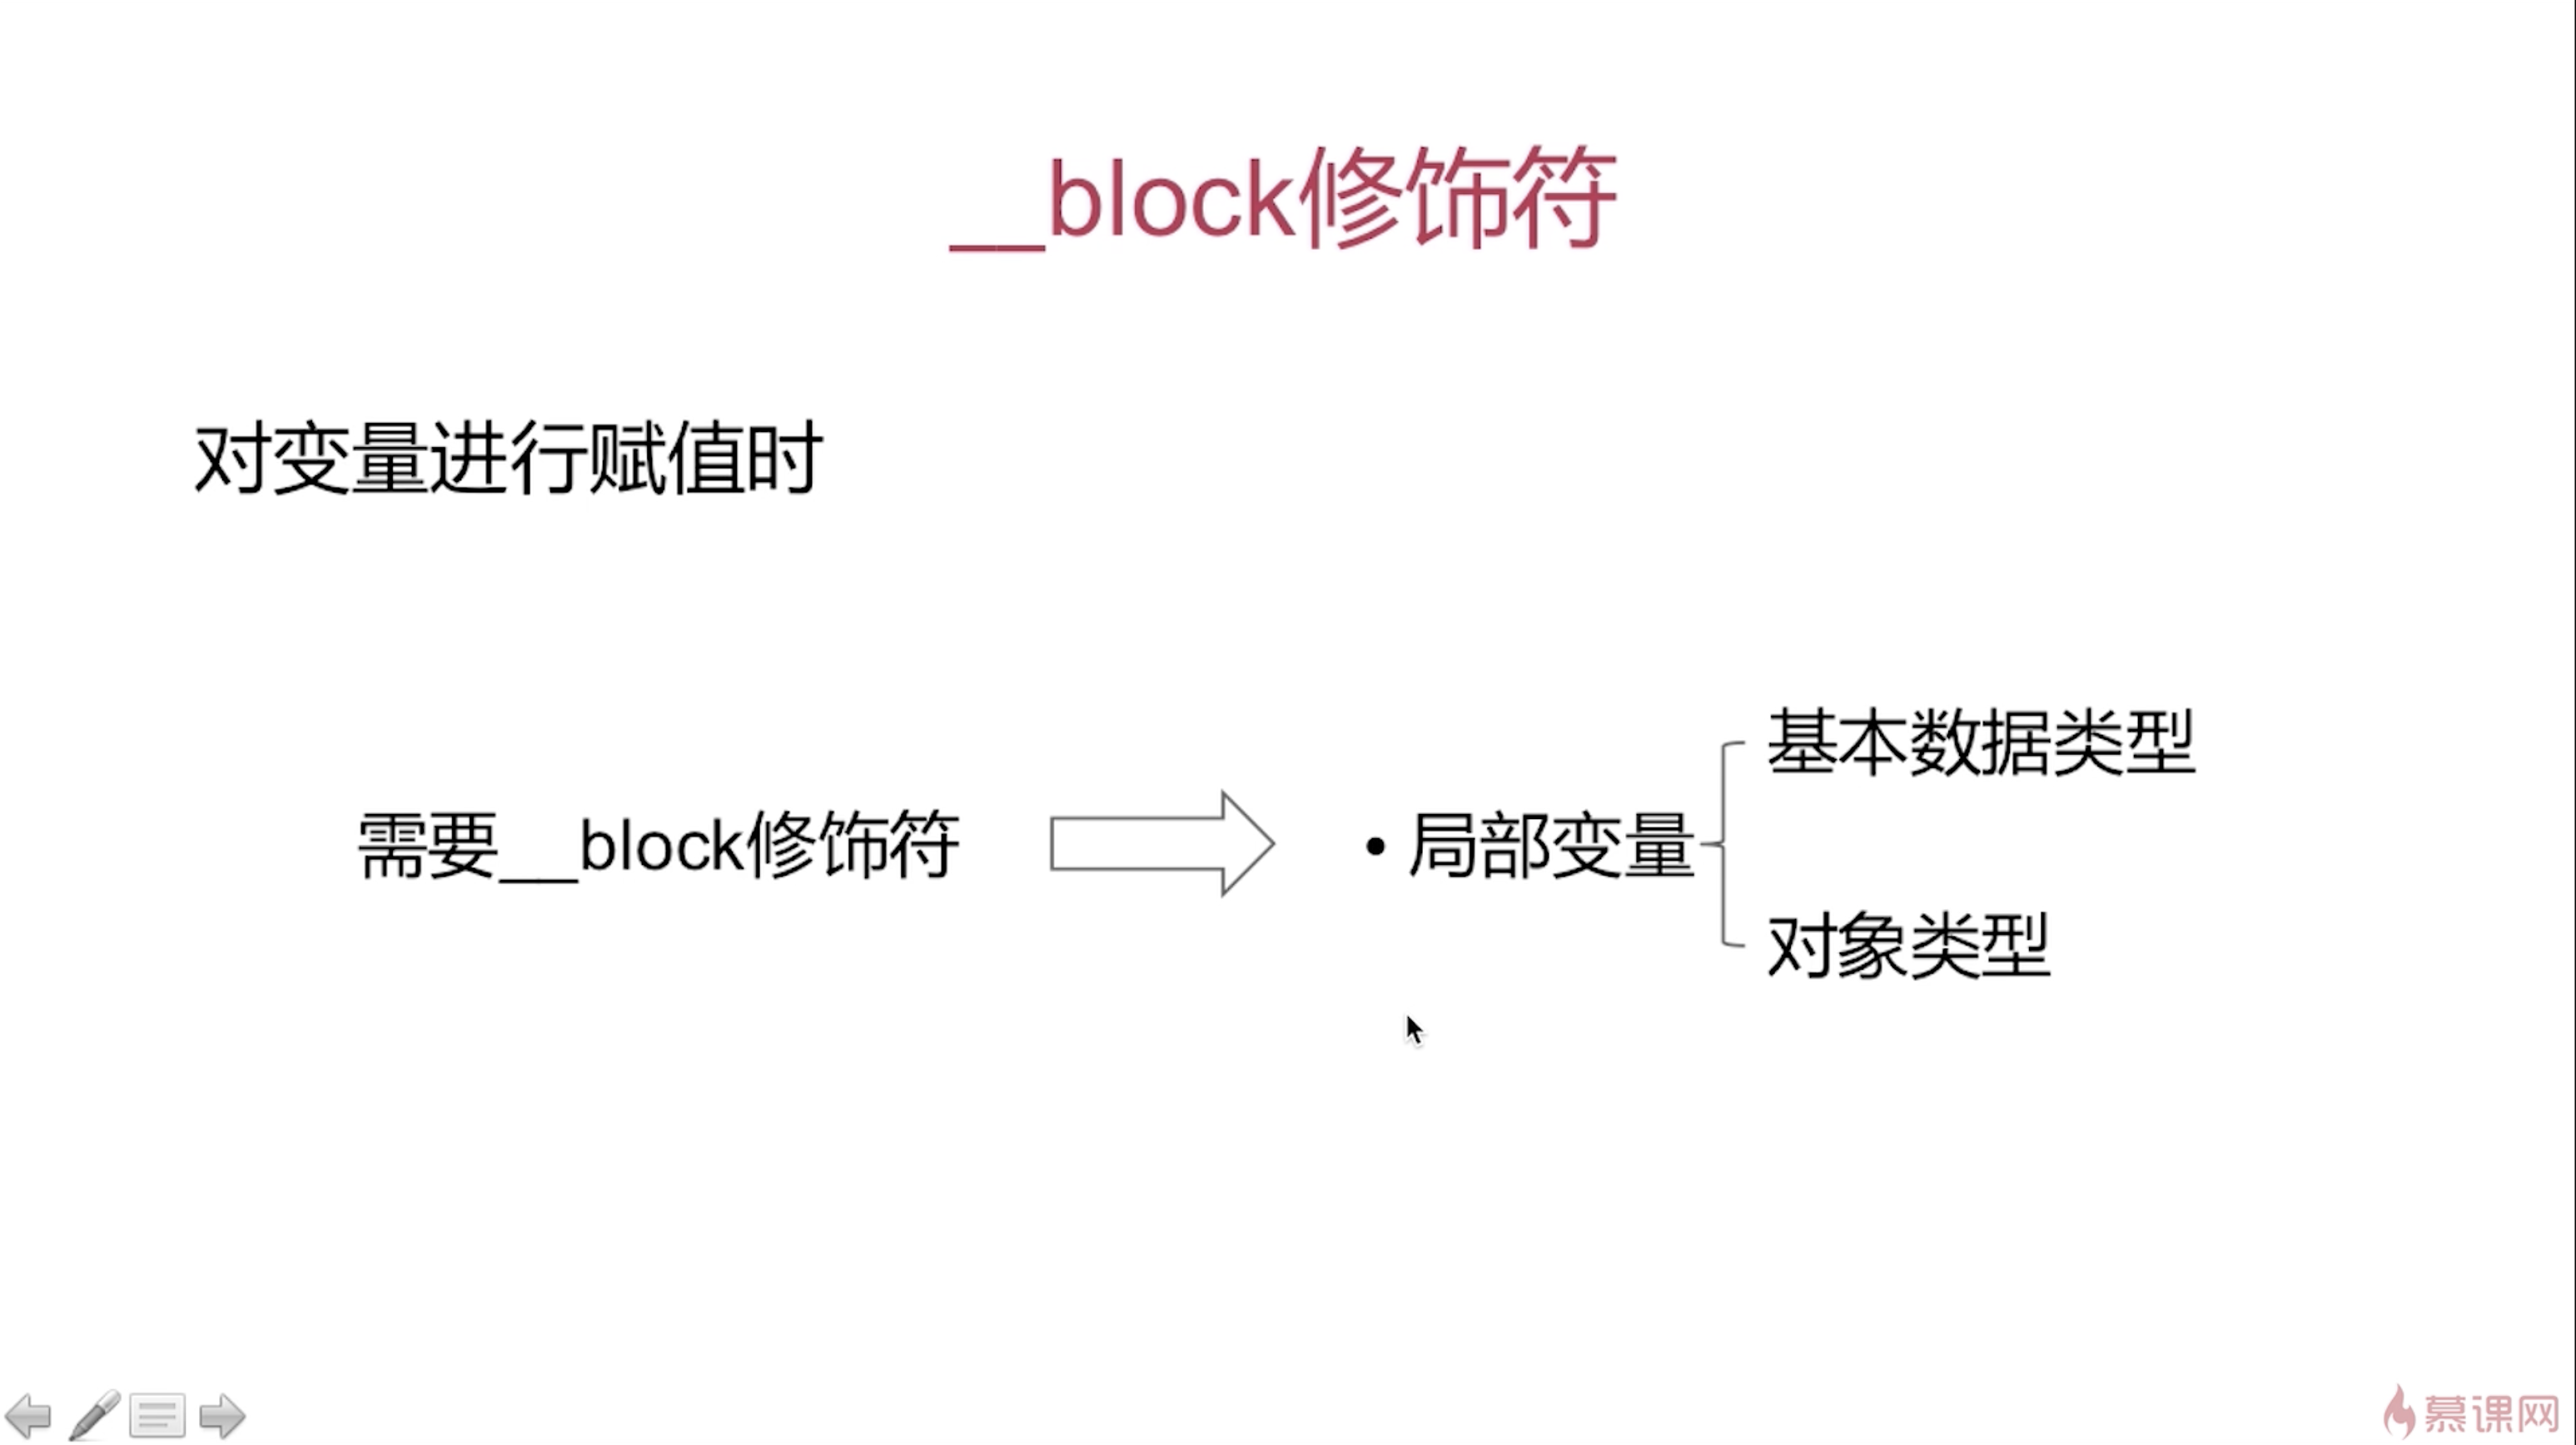 __block修饰符
对变量进行赋值时
需要__block修饰符
• 局部变量
基本数据类型
对象类型
慕课网